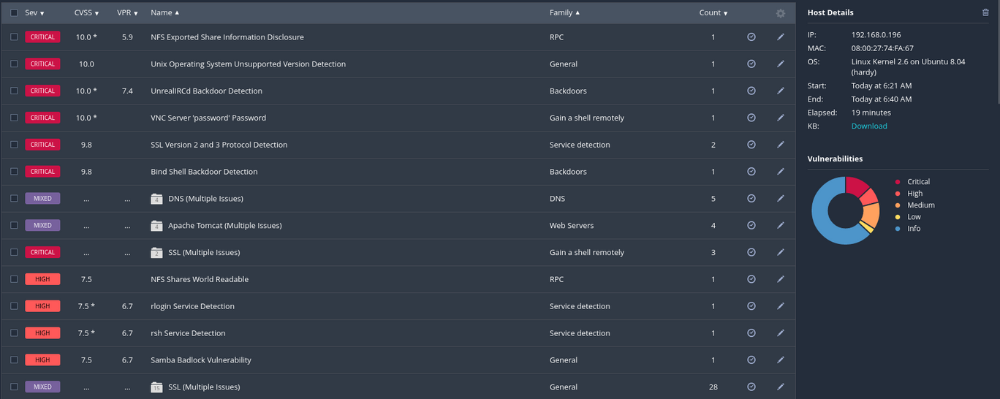 Sev CVSS VPR Name Family Count
CRITICAL 10.0 * 5.9 NFS Exported Share Information Disclosure RPC 1
CRITICAL 10.0 Unix Operating System Unsupported Version Detection General 1
CRITICAL 10.0 * 7.4 UnrealIRCd Backdoor Detection Backdoors 1
CRITICAL 10.0 * VNC Server 'password' Password Gain a shell remotely 1
CRITICAL 9.8 SSL Version 2 and 3 Protocol Detection Service detection 2
CRITICAL 9.8 Bind Shell Backdoor Detection Backdoors 1
MIXED ... ... 4 DNS (Multiple Issues) DNS 5
MIXED ... ... 4 Apache Tomcat (Multiple Issues) Web Servers 4
CRITICAL ... ... 2 SSL (Multiple Issues) Gain a shell remotely 3
HIGH 7.5 NFS Shares World Readable RPC 1
HIGH 7.5 * 6.7 rlogin Service Detection Service detection 1
HIGH 7.5 * 6.7 rsh Service Detection Service detection 1
HIGH 7.5 6.7 Samba Badlock Vulnerability General 1
MIXED ... ... 15 SSL (Multiple Issues) General 28
Host Details
IP: 192.168.0.196
MAC: 08:00:27:74:FA:67
OS: Linux Kernel 2.6 on Ubuntu 8.04
(hardy)
Start: Today at 6:21 AM
End: Today at 6:40 AM
Elapsed: 19 minutes
KB: Download
Vulnerabilities
Critical
High
Medium
Low
Info